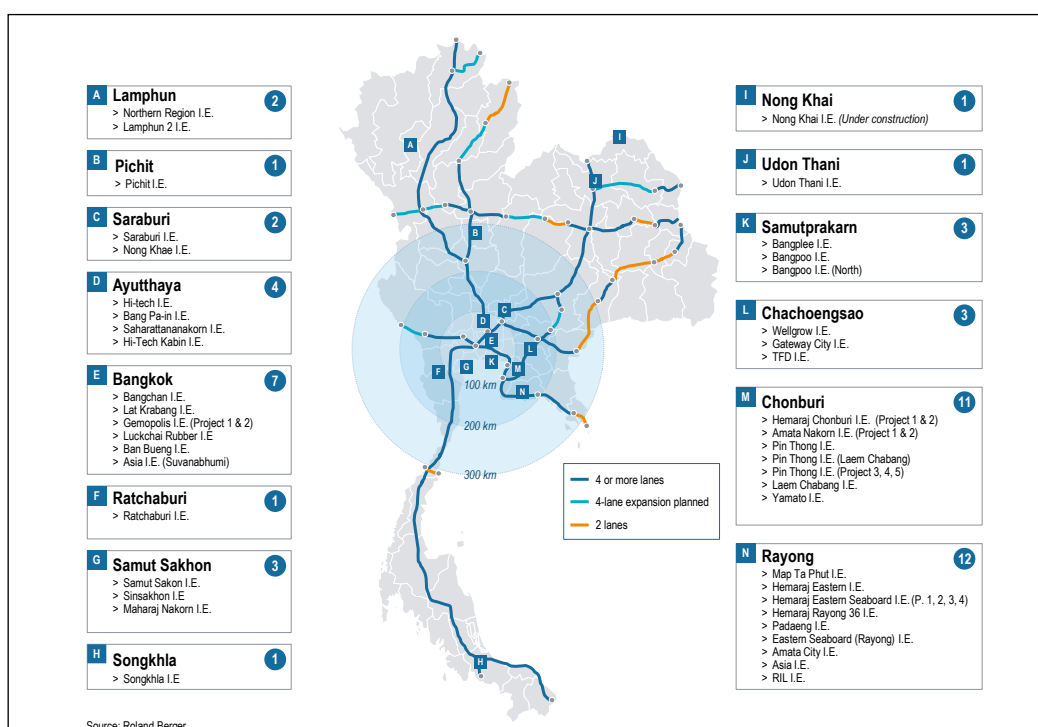 A Lamphun 2
> Northern Region I.E.
> Lamphun 2 I.E.
B Pichit 1
> Pichit I.E.
C Saraburi 2
> Saraburi I.E.
> Nong Khae I.E.
D Ayutthaya 4
> Hi-tech I.E.
> Bang Pa-in I.E.
> Saharattananakorn I.E.
> Hi-Tech Kabin I.E.
E Bangkok 7
> Bangchan I.E.
> Lat Krabang I.E.
> Gemopolis I.E. (Project 1 & 2)
> Luckchai Rubber I.E
> Ban Bueng I.E.
> Asia I.E. (Suvanabhumi)
F Ratchaburi 1
> Ratchaburi I.E.
G Samut Sakhon 3
> Samut Sakon I.E.
> Sinsakhon I.E
> Maharaj Nakorn I.E.
H Songkhla 1
> Songkhla I.E
A
I
J
B
C
D
E
L
K
F
G
M
N
H
100 km
200 km
300 km
4 or more lanes
4-lane expansion planned
2 lanes
I Nong Khai 1
> Nong Khai I.E. (Under construction)
J Udon Thani 1
> Udon Thani I.E.
K Samutprakarn 3
> Bangplee I.E.
> Bangpoo I.E.
> Bangpoo I.E. (North)
L Chachoengsao 3
> Wellgrow I.E.
> Gateway City I.E.
> TFD I.E.
M Chonburi 11
> Hemaraj Chonburi I.E. (Project 1 & 2)
> Amata Nakorn I.E. (Project 1 & 2)
> Pin Thong I.E.
> Pin Thong I.E. (Laem Chabang)
> Pin Thong I.E. (Project 3, 4, 5)
> Laem Chabang I.E.
> Yamato I.E.
N Rayong 12
> Map Ta Phut I.E.
> Hemaraj Eastern I.E.
> Hemaraj Eastern Seaboard I.E. (P. 1, 2, 3, 4)
> Hemaraj Rayong 36 I.E.
> Padaeng I.E.
> Eastern Seaboard (Rayong) I.E.
> Amata City I.E.
> Asia I.E.
> RIL I.E.
Source: Roland Berger